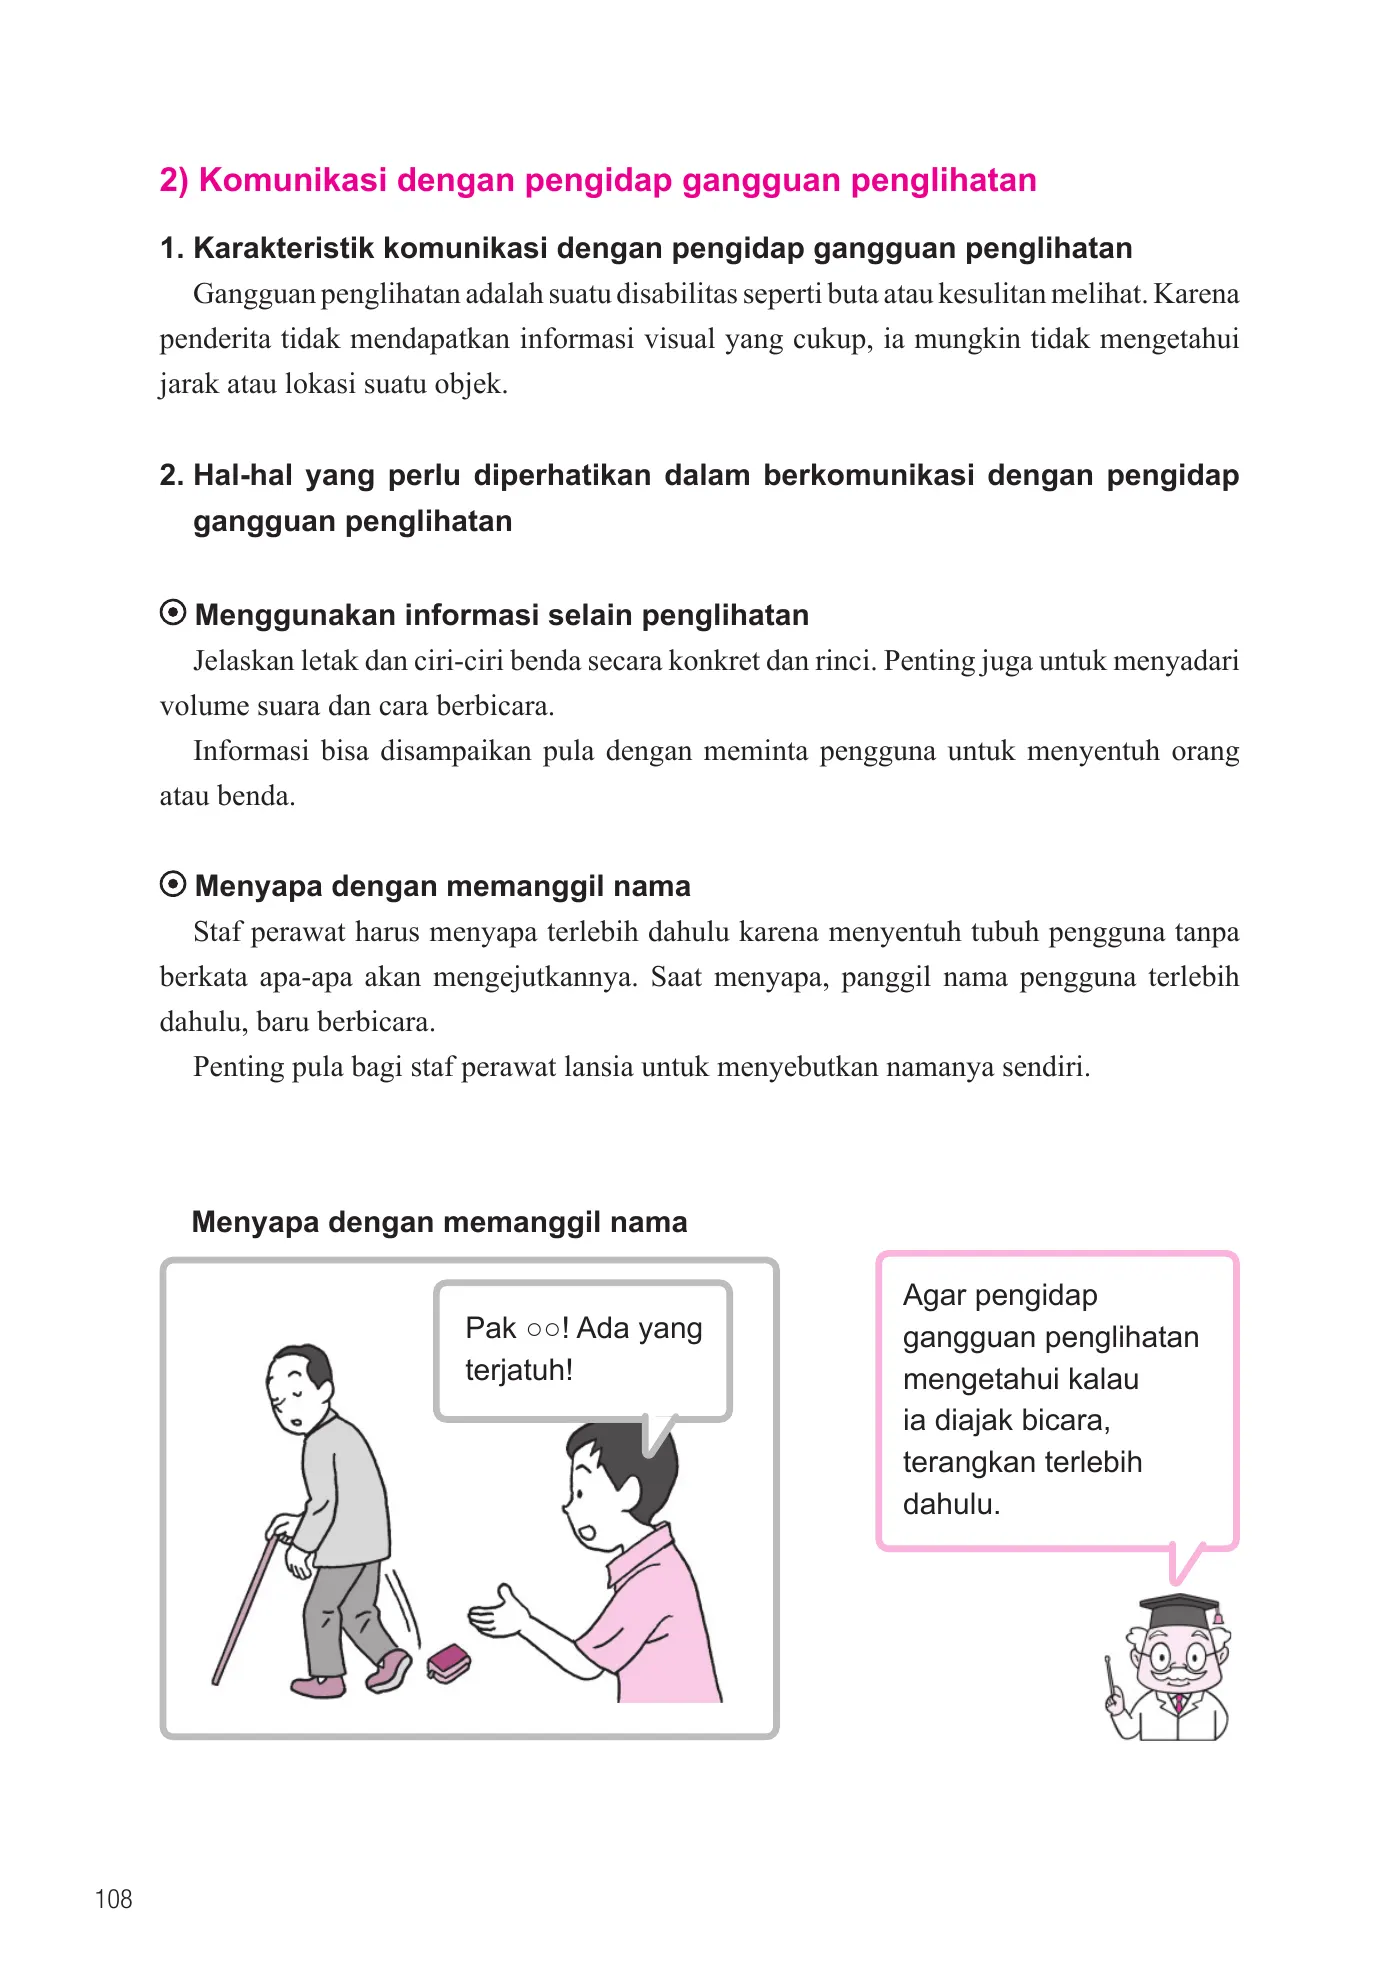 2) Komunikasi dengan pengidap gangguan penglihatan
1. Karakteristik komunikasi dengan pengidap gangguan penglihatan
Gangguan penglihatan adalah suatu disabilitas seperti buta atau kesulitan melihat. Karena
penderita tidak mendapatkan informasi visual yang cukup, ia mungkin tidak mengetahui
jarak atau lokasi suatu objek.
2. Hal-hal yang perlu diperhatikan dalam berkomunikasi dengan pengidap
gangguan penglihatan
Menggunakan informasi selain penglihatan
Jelaskan letak dan ciri-ciri benda secara konkret dan rinci. Penting juga untuk menyadari
volume suara dan cara berbicara.
Informasi bisa disampaikan pula dengan meminta pengguna untuk menyentuh orang
atau benda.
Menyapa dengan memanggil nama
Staf perawat harus menyapa terlebih dahulu karena menyentuh tubuh pengguna tanpa
berkata apa-apa akan mengejutkannya. Saat menyapa, panggil nama pengguna terlebih
dahulu, baru berbicara.
Penting pula bagi staf perawat lansia untuk menyebutkan namanya sendiri.
Menyapa dengan memanggil nama
Pak ○○! Ada yang
terjatuh!
Agar pengidap
gangguan penglihatan
mengetahui kalau
ia diajak bicara,
terangkan terlebih
dahulu.
108